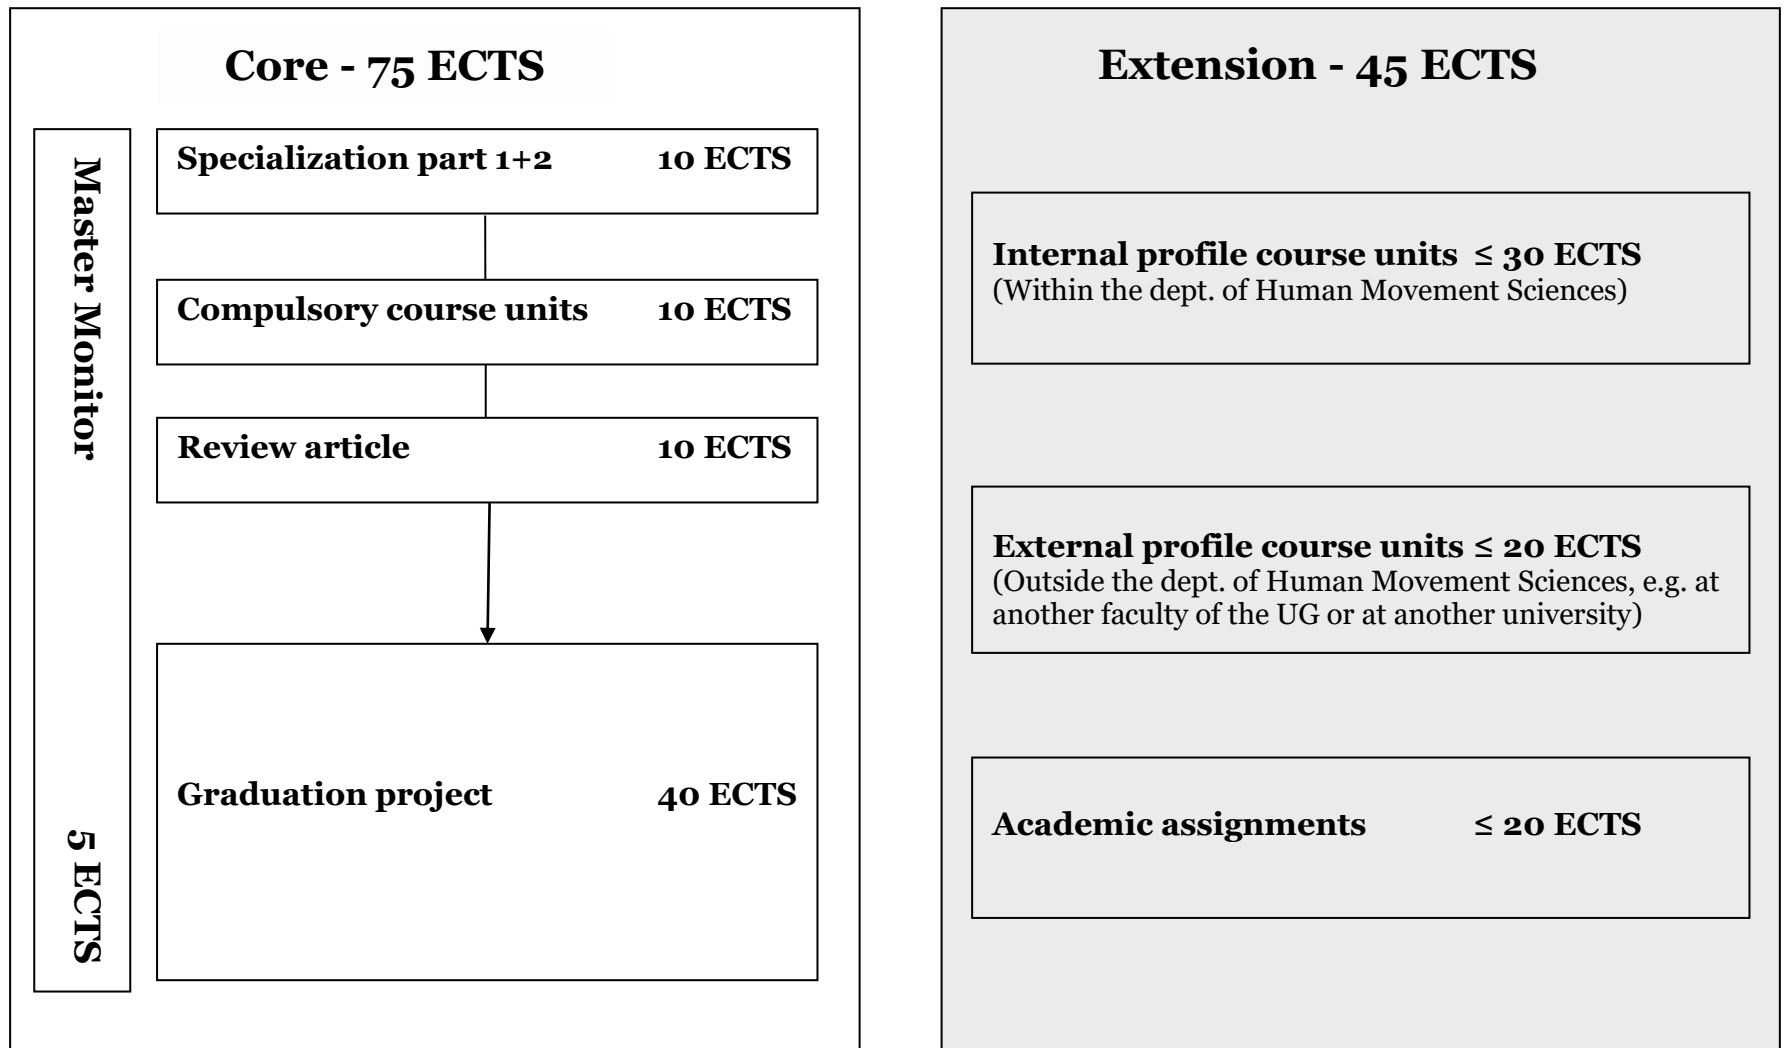 Core - 75 ECTS
Master Monitor 5 ECTS
Specialization part 1+2 10 ECTS
Compulsory course units 10 ECTS
Review article 10 ECTS
Graduation project 40 ECTS
Extension - 45 ECTS
Internal profile course units ≤ 30 ECTS
(Within the dept. of Human Movement Sciences)
External profile course units ≤ 20 ECTS
(Outside the dept. of Human Movement Sciences, e.g. at
another faculty of the UG or at another university)
Academic assignments ≤ 20 ECTS